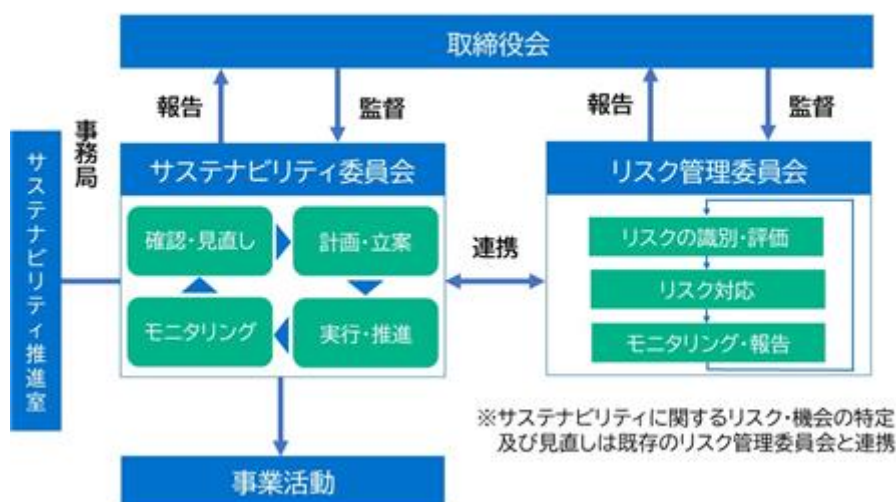 取締役会
報告
監督
報告
監督
事務局
サステナビリティ推進室
サステナビリティ委員会
リスク管理委員会
確認・見直し
計画・立案
モニタリング
実行・推進
連携
リスクの識別・評価
リスク対応
モニタリング・報告
※サステナビリティに関するリスク・機会の特定
及び見直しは既存のリスク管理委員会と連携
事業活動